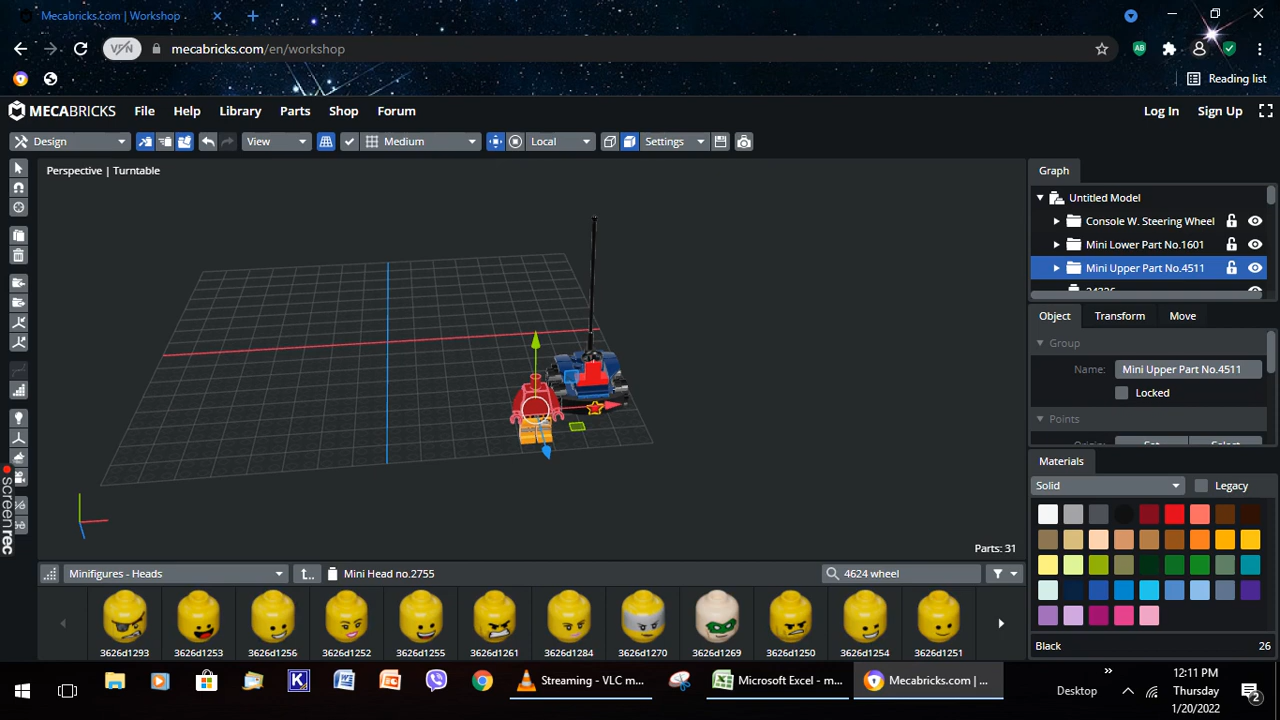 Mecabricks.com | Workshop
VPN mecabricks.com/en/workshop AB
Reading list
MECABRICKS File Help Library Parts Shop Forum Log In Sign Up
Design View Medium Local Settings
Perspective | Turntable
Graph
Untitled Model
Console W. Steering Wheel
Mini Lower Part No.1601
Mini Upper Part No.4511
Object Transform Move
Group
Name: Mini Upper Part No.4511
Locked
Points
Materials
Solid Legacy
Parts: 31
Minifigures - Heads Mini Head no.2755 4624 wheel
3626d1293 3626d1253 3626d1256 3626d1252 3626d1255 3626d1261 3626d1284 3626d1270 3626d1269 3626d1250 3626d1254 3626d1251
Black 26
screenrec
Streaming - VLC m... Microsoft Excel - m... Mecabricks.com | ... Desktop
12:11 PM
Thursday
1/20/2022
2